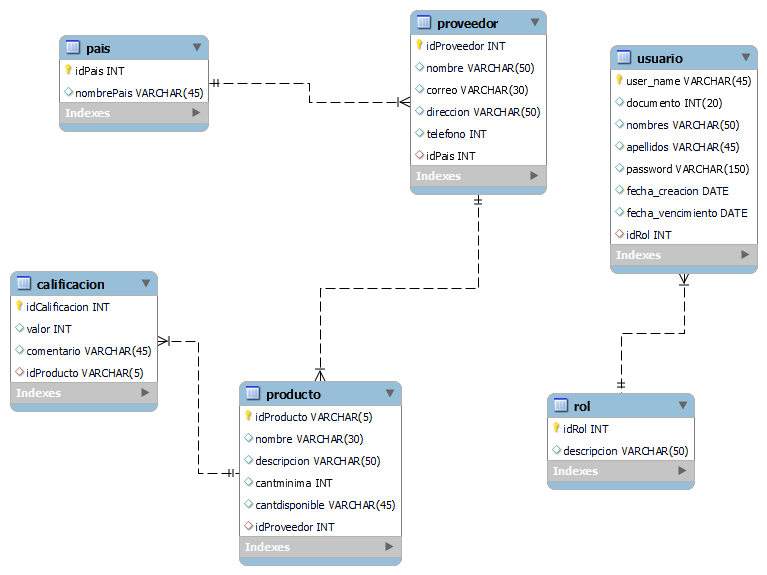 pais
idPais INT
nombrePais VARCHAR(45)
Indexes
proveedor
idProveedor INT
nombre VARCHAR(50)
correo VARCHAR(30)
direccion VARCHAR(50)
telefono INT
idPais INT
Indexes
usuario
user_name VARCHAR(45)
documento INT(20)
nombres VARCHAR(50)
apellidos VARCHAR(45)
password VARCHAR(150)
fecha_creacion DATE
fecha_vencimiento DATE
idRol INT
Indexes
calificacion
idCalificacion INT
valor INT
comentario VARCHAR(45)
idProducto VARCHAR(5)
Indexes
producto
idProducto VARCHAR(5)
nombre VARCHAR(30)
descripcion VARCHAR(50)
cantminima INT
cantdisponible VARCHAR(45)
idProveedor INT
Indexes
rol
idRol INT
descripcion VARCHAR(50)
Indexes